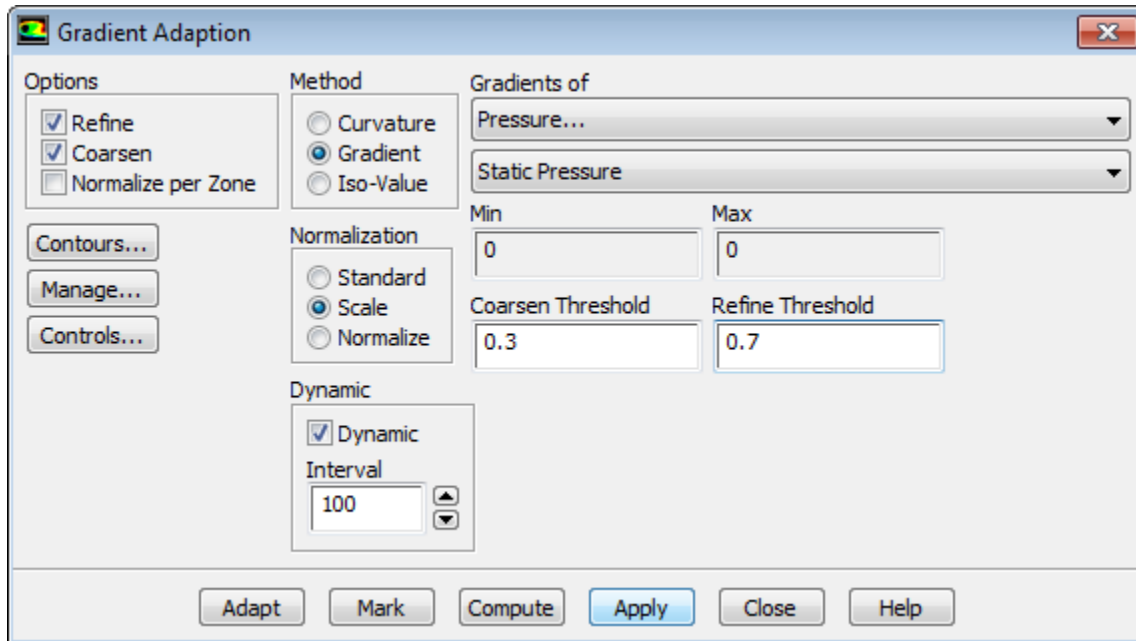 Gradient Adaption
Options
Refine
Coarsen
Normalize per Zone
Contours...
Manage...
Controls...
Method
Curvature
Gradient
Iso-Value
Normalization
Standard
Scale
Normalize
Dynamic
Dynamic
Interval
100
Gradients of
Pressure...
Static Pressure
Min Max
0 0
Coarsen Threshold Refine Threshold
0.3 0.7
Adapt Mark Compute Apply Close Help